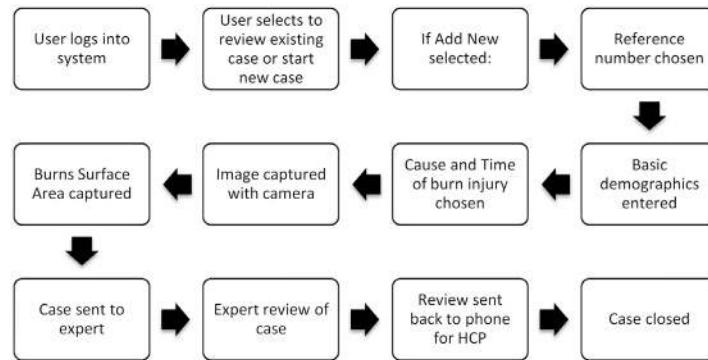 User logs into
system
User selects to
review existing
case or start
new case
If Add New
selected:
Reference
number chosen
Basic
demographics
entered
Cause and Time
of burn injury
chosen
Image captured
with camera
Burns Surface
Area captured
Case sent to
expert
Expert review of
case
Review sent
back to phone
for HCP
Case closed